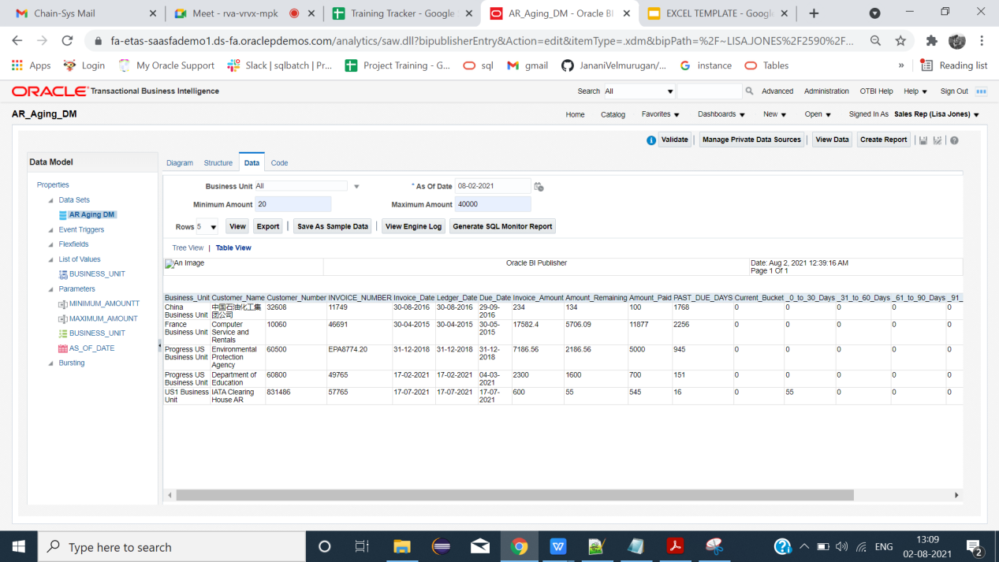 Chain-Sys Mail
Meet - rva-vrvx-mpk
Training Tracker - Google
AR_Aging_DM - Oracle BI
EXCEL TEMPLATE - Google
fa-etas-saasfademo1.ds-fa.oraclepdemos.com/analytics/saw.dll?bipublisherEntry&Action=edit&itemType=.xdm&bipPath=%2F~LISA.JONES%2F2590%2F...
Apps Login My Oracle Support Slack | sqlbatch | Pr... Project Training - G... sql gmail JananiVelmurugan/... instance Tables » Reading list
ORACLE Transactional Business Intelligence
Search All Advanced Administration OTBI Help Help Sign Out
AR_Aging_DM
Home Catalog Favorites Dashboards New Open Signed In As Sales Rep (Lisa Jones)
Validate | Manage Private Data Sources | View Data Create Report
Data Model
Properties
Data Sets
AR Aging DM
Event Triggers
Flexfields
List of Values
BUSINESS_UNIT
Parameters
MINIMUM_AMOUNTT
MAXIMUM_AMOUNT
BUSINESS_UNIT
AS_OF_DATE
Bursting
Diagram Structure Data Code
Business Unit All
* As Of Date 08-02-2021
Minimum Amount 20
Maximum Amount 40000
Rows 5 View Export | Save As Sample Data | View Engine Log Generate SQL Monitor Report
Tree View | Table View
An Image
Oracle BI Publisher
Date: Aug 2, 2021 12:39:16 AM
Page 1 Of 1
Business_Unit Customer_Name Customer_Number INVOICE_NUMBER Invoice_Date Ledger_Date Due_Date Invoice_Amount Amount_Remaining Amount_Paid PAST_DUE_DAYS Current_Bucket _0_to_30_Days _31_to_60_Days _61_to_90_Days _91_
China 中国石油化工集 32608 11749 30-08-2016 30-08-2016 29-09- 234 134 100 1768 0 0 0 0 0
Business Unit 团公司 2016
France Computer 10060 46691 30-04-2015 30-04-2015 30-05- 17582.4 5706.09 11877 2256 0 0 0 0 0
Business Unit Service and 2015
Rentals
Progress US Environmental 60500 EPA8774.20 31-12-2018 31-12-2018 31-12- 7186.56 2186.56 5000 945 0 0 0 0 0
Business Unit Protection 2018
Agency
Progress US Department of 60800 49765 17-02-2021 17-02-2021 04-03- 2300 1600 700 151 0 0 0 0 0
Business Unit Education 2021
US1 Business IATA Clearing 831486 57765 17-07-2021 17-07-2021 17-07- 600 55 545 16 0 55 0 0 0
Unit House AR 2021
Type here to search
ENG
13:09
02-08-2021
2